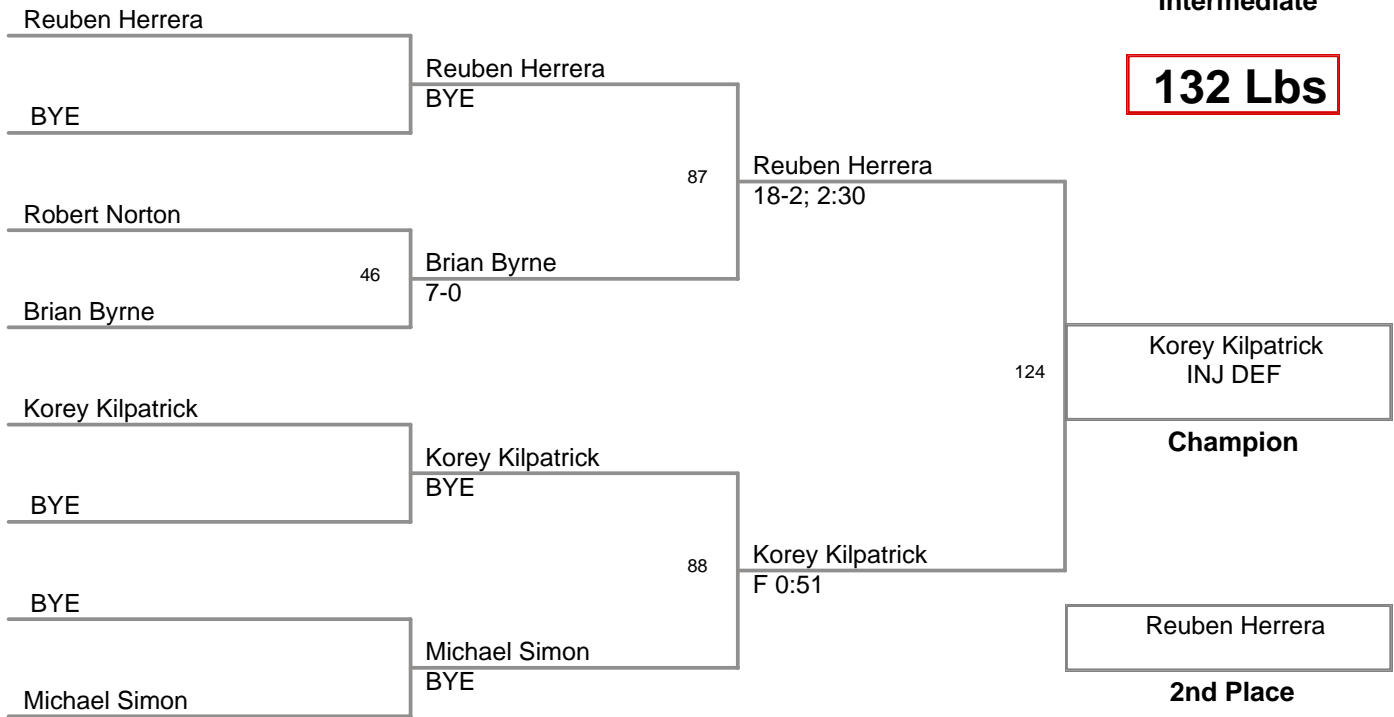 Intermediate
132 Lbs
Reuben Herrera
BYE
Reuben Herrera
BYE
Robert Norton
Brian Byrne
46
Brian Byrne
7-0
87
Reuben Herrera
18-2; 2:30
Korey Kilpatrick
BYE
Korey Kilpatrick
BYE
BYE
Michael Simon
Michael Simon
BYE
88
Korey Kilpatrick
F 0:51
124
Korey Kilpatrick
INJ DEF
Champion
Reuben Herrera
2nd Place